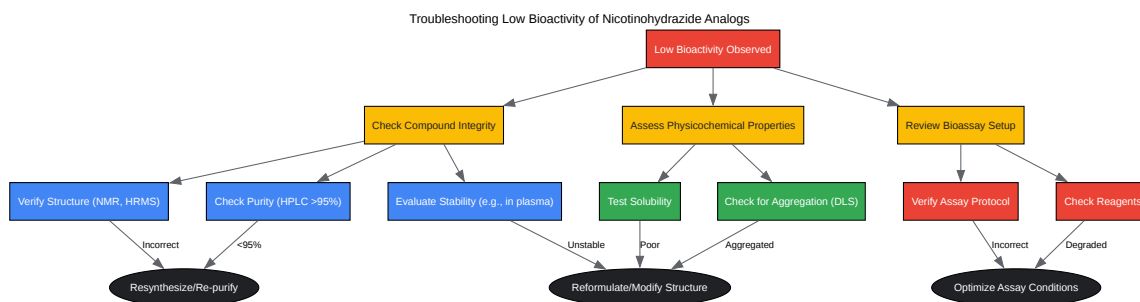 Troubleshooting Low Bioactivity of Nicotinohydrazide Analogs
Low Bioactivity Observed
Check Compound Integrity
Assess Physicochemical Properties
Review Bioassay Setup
Verify Structure (NMR, HRMS)
Check Purity (HPLC >95%)
Evaluate Stability (e.g., in plasma)
Test Solubility
Check for Aggregation (DLS)
Verify Assay Protocol
Check Reagents
Incorrect
<95%
Unstable
Poor
Aggregated
Incorrect
Degraded
Resynthesize/Re-purify
Reformulate/Modify Structure
Optimize Assay Conditions